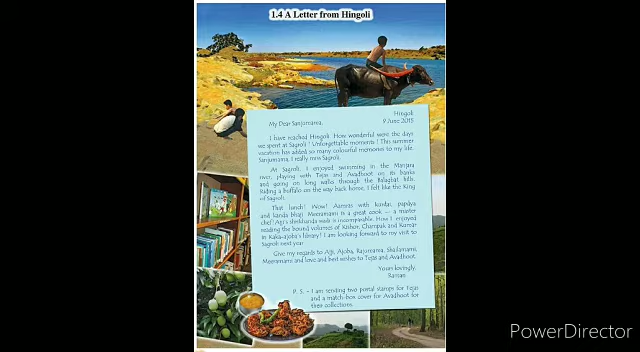 1.4 A Letter from Hingoli
Hingoli
9 June 2015
My Dear Sanjumama,
I have reached Hingoli. How wonderful were the days
we spent at Sagroli ! Unforgettable moments ! This summer
vacation has added so many colourful memories to my life.
Sanjumama, I really miss Sagroli.
At Sagroli, I enjoyed swimming in the Manjara
river, playing with Tejas and Avadhoot on its banks
and going on long walks through the Balaghat hills.
Riding a buffalo on the way back home, I felt like the King
of Sagroli.
That lunch! Wow! Aamras with kurdai, papdya
and kanda bhaji. Meeramami is a great cook – a master
chef! Ajji's shelkhanda walk is incomparable. How I enjoyed
reading the bound volumes of Kishor, Champak and Kumar
in Kaka-ajoba's library! I am looking forward to my visit to
Sagroli next year.
Give my regards to Ajji, Ajoba, Rajumama, Shailamami,
Meeramami and love and best wishes to Tejas and Avadhoot.
Yours lovingly,
Raman
P. S. – I am sending two postal stamps for Tejas
and a match-box cover for Avadhoot for
their collections.
PowerDirector